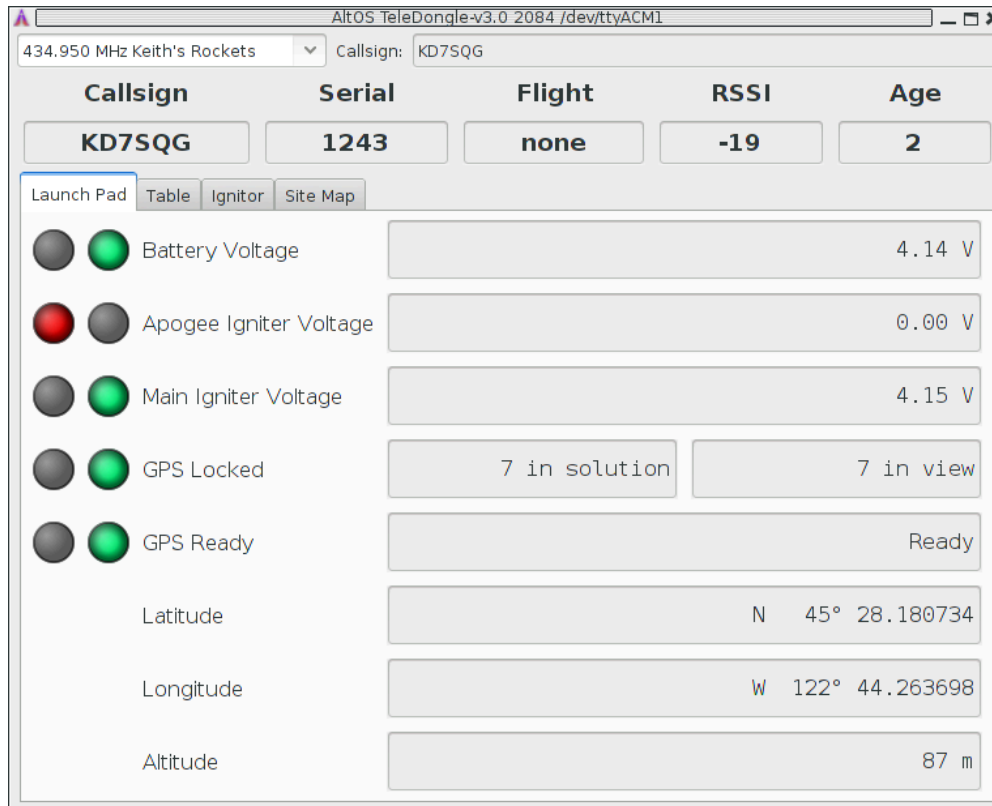 AltOS TeleDongle-v3.0 2084 /dev/ttyACM1
434.950 MHz Keith's Rockets Callsign: KD7SQG
Callsign Serial Flight RSSI Age
KD7SQG 1243 none -19 2
Launch Pad Table Ignitor Site Map
Battery Voltage 4.14 V
Apogee Igniter Voltage 0.00 V
Main Igniter Voltage 4.15 V
GPS Locked 7 in solution 7 in view
GPS Ready Ready
Latitude N 45° 28.180734
Longitude W 122° 44.263698
Altitude 87 m